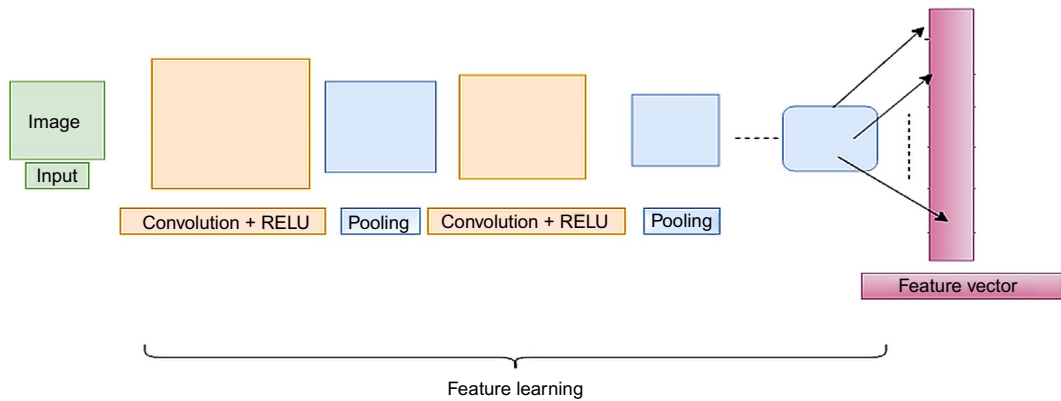 Image
Input
Convolution + RELU
Pooling
Convolution + RELU
Pooling
Feature vector
Feature learning